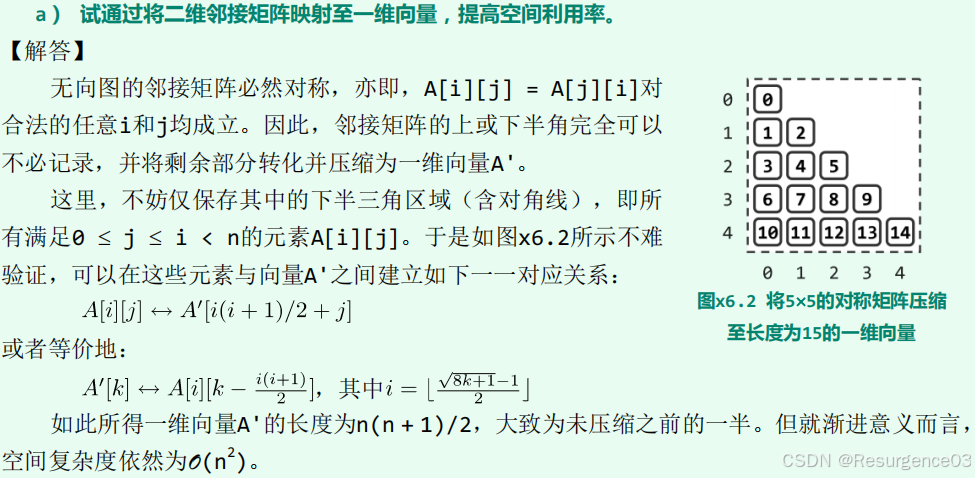 a） 试通过将二维邻接矩阵映射至一维向量，提高空间利用率。
【解答】
无向图的邻接矩阵必然对称，亦即，A[i][j] = A[j][i]对
合法的任意i和j均成立。因此，邻接矩阵的上或下半角完全可以
不必记录，并将剩余部分转化并压缩为一维向量A'。
这里，不妨仅保存其中的下半三角区域（含对角线），即所
有满足0 ≤ j ≤ i < n的元素A[i][j]。于是如图x6.2所示不难
验证，可以在这些元素与向量A'之间建立如下一一对应关系：
A[i][j] ↔ A′[i(i + 1)/2 + j]
或者等价地：
A′[k] ↔ A[i][k − \frac{i(i+1)}{2}]，其中i = ⌊\frac{\sqrt{8k+1}−1}{2}⌋
如此所得一维向量A'的长度为n(n + 1)/2，大致为未压缩之前的一半。但就渐进意义而言，
空间复杂度依然为O(n²)。
0 0
1 1 2
2 3 4 5
3 6 7 8 9
4 10 11 12 13 14
0 1 2 3 4
图x6.2 将5×5的对称矩阵压缩
至长度为15的一维向量
CSDN @Resurgence03